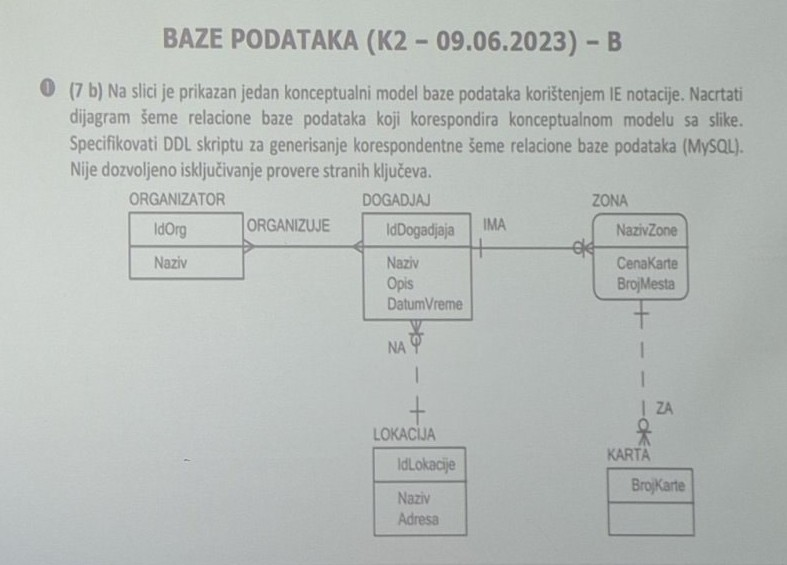 BAZE PODATAKA (K2 – 09.06.2023) – B
❶ (7 b) Na slici je prikazan jedan konceptualni model baze podataka korištenjem IE notacije. Nacrtati
dijagram šeme relacione baze podataka koji korespondira konceptualnom modelu sa slike.
Specifikovati DDL skriptu za generisanje korespondentne šeme relacione baze podataka (MySQL).
Nije dozvoljeno isključivanje provere stranih ključeva.
ORGANIZATOR
IdOrg
Naziv
ORGANIZUJE
DOGADJAJ
IdDogadjaja
Naziv
Opis
DatumVreme
IMA
ZONA
NazivZone
CenaKarte
BrojMesta
NA
ZA
LOKACIJA
IdLokacije
Naziv
Adresa
KARTA
BrojKarte